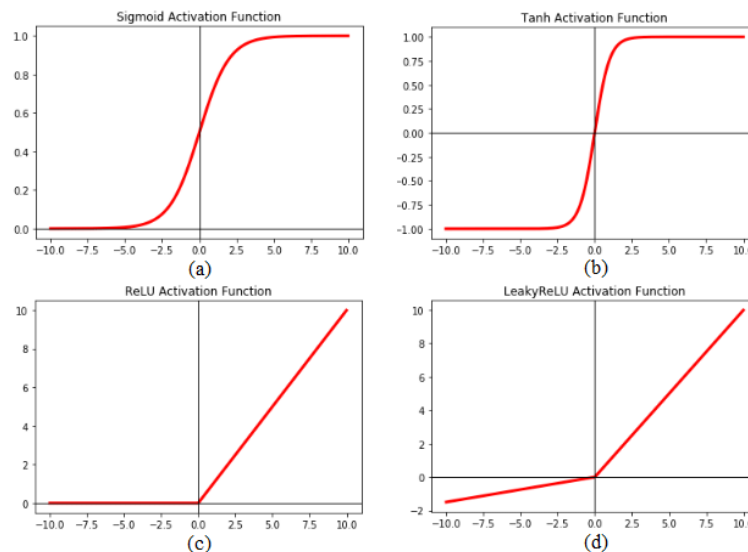 Sigmoid Activation Function
1.0
0.8
0.6
0.4
0.2
0.0
-10.0 -7.5 -5.0 -2.5 0.0 2.5 5.0 7.5 10.0
(a)
Tanh Activation Function
1.00
0.75
0.50
0.25
0.00
-0.25
-0.50
-0.75
-1.00
-10.0 -7.5 -5.0 -2.5 0.0 2.5 5.0 7.5 10.0
(b)
ReLU Activation Function
10
8
6
4
2
0
-10.0 -7.5 -5.0 -2.5 0.0 2.5 5.0 7.5 10.0
(c)
LeakyReLU Activation Function
10
8
6
4
2
0
-2
-10.0 -7.5 -5.0 -2.5 0.0 2.5 5.0 7.5 10.0
(d)